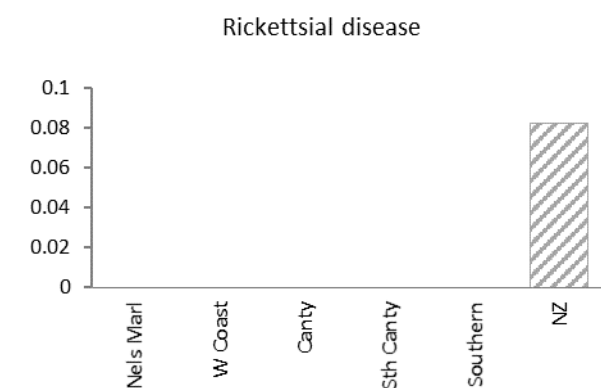 Rickettsial disease
0.1
0.08
0.06
0.04
0.02
0
Nels Marl
W Coast
Canty
Sth Canty
Southern
NZ